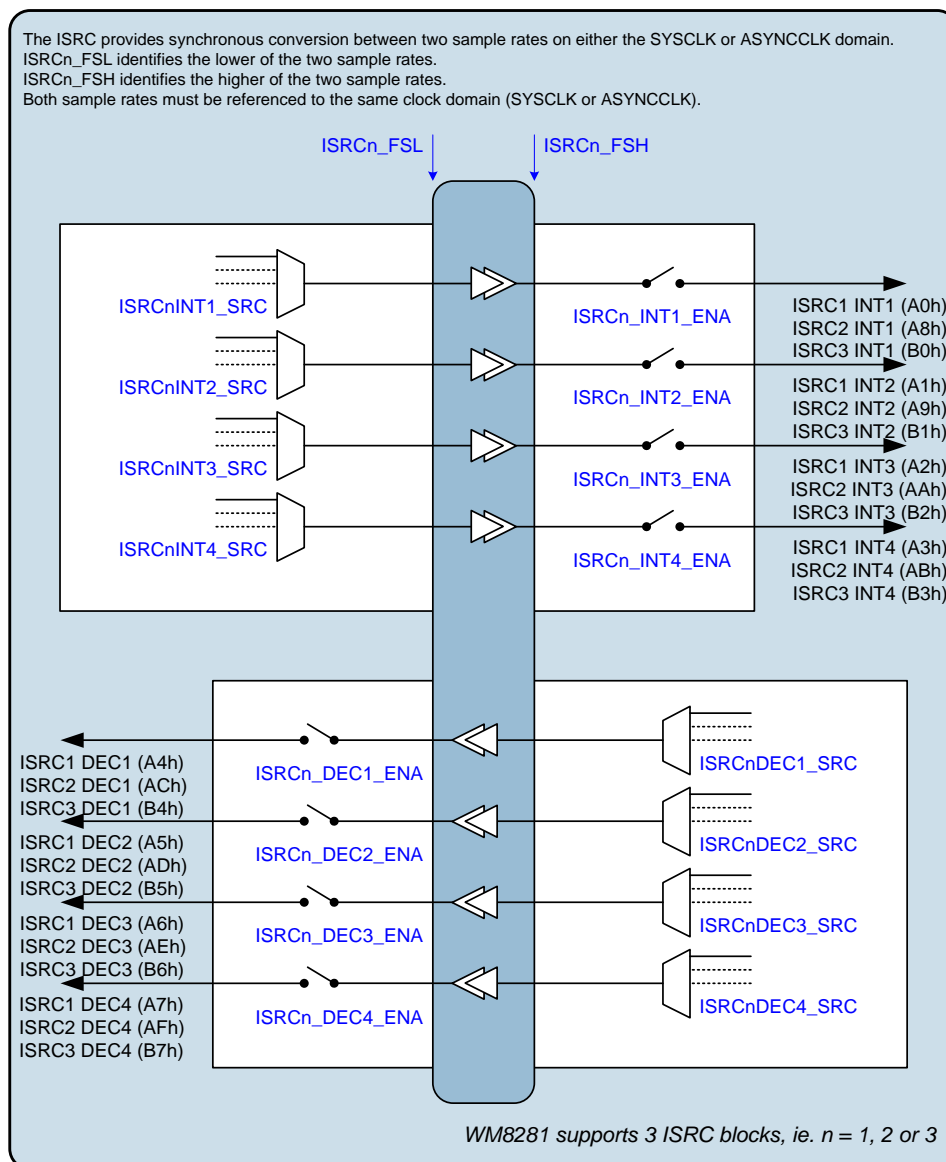 The ISRC provides synchronous conversion between two sample rates on either the SYSCLK or ASYNCCLK domain.
ISRCn_FSL identifies the lower of the two sample rates.
ISRCn_FSH identifies the higher of the two sample rates.
Both sample rates must be referenced to the same clock domain (SYSCLK or ASYNCCLK).
ISRCn_FSL
ISRCn_FSH
ISRCnINT1_SRC
ISRCn_INT1_ENA
ISRC1 INT1 (A0h)
ISRC2 INT1 (A8h)
ISRC3 INT1 (B0h)
ISRCnINT2_SRC
ISRCn_INT2_ENA
ISRC1 INT2 (A1h)
ISRC2 INT2 (A9h)
ISRC3 INT2 (B1h)
ISRCnINT3_SRC
ISRCn_INT3_ENA
ISRC1 INT3 (A2h)
ISRC2 INT3 (AAh)
ISRC3 INT3 (B2h)
ISRCnINT4_SRC
ISRCn_INT4_ENA
ISRC1 INT4 (A3h)
ISRC2 INT4 (ABh)
ISRC3 INT4 (B3h)
ISRC1 DEC1 (A4h)
ISRC2 DEC1 (ACh)
ISRC3 DEC1 (B4h)
ISRCn_DEC1_ENA
ISRCnDEC1_SRC
ISRC1 DEC2 (A5h)
ISRC2 DEC2 (ADh)
ISRC3 DEC2 (B5h)
ISRCn_DEC2_ENA
ISRCnDEC2_SRC
ISRC1 DEC3 (A6h)
ISRC2 DEC3 (AEh)
ISRC3 DEC3 (B6h)
ISRCn_DEC3_ENA
ISRCnDEC3_SRC
ISRC1 DEC4 (A7h)
ISRC2 DEC4 (AFh)
ISRC3 DEC4 (B7h)
ISRCn_DEC4_ENA
ISRCnDEC4_SRC
WM8281 supports 3 ISRC blocks, ie. n = 1, 2 or 3